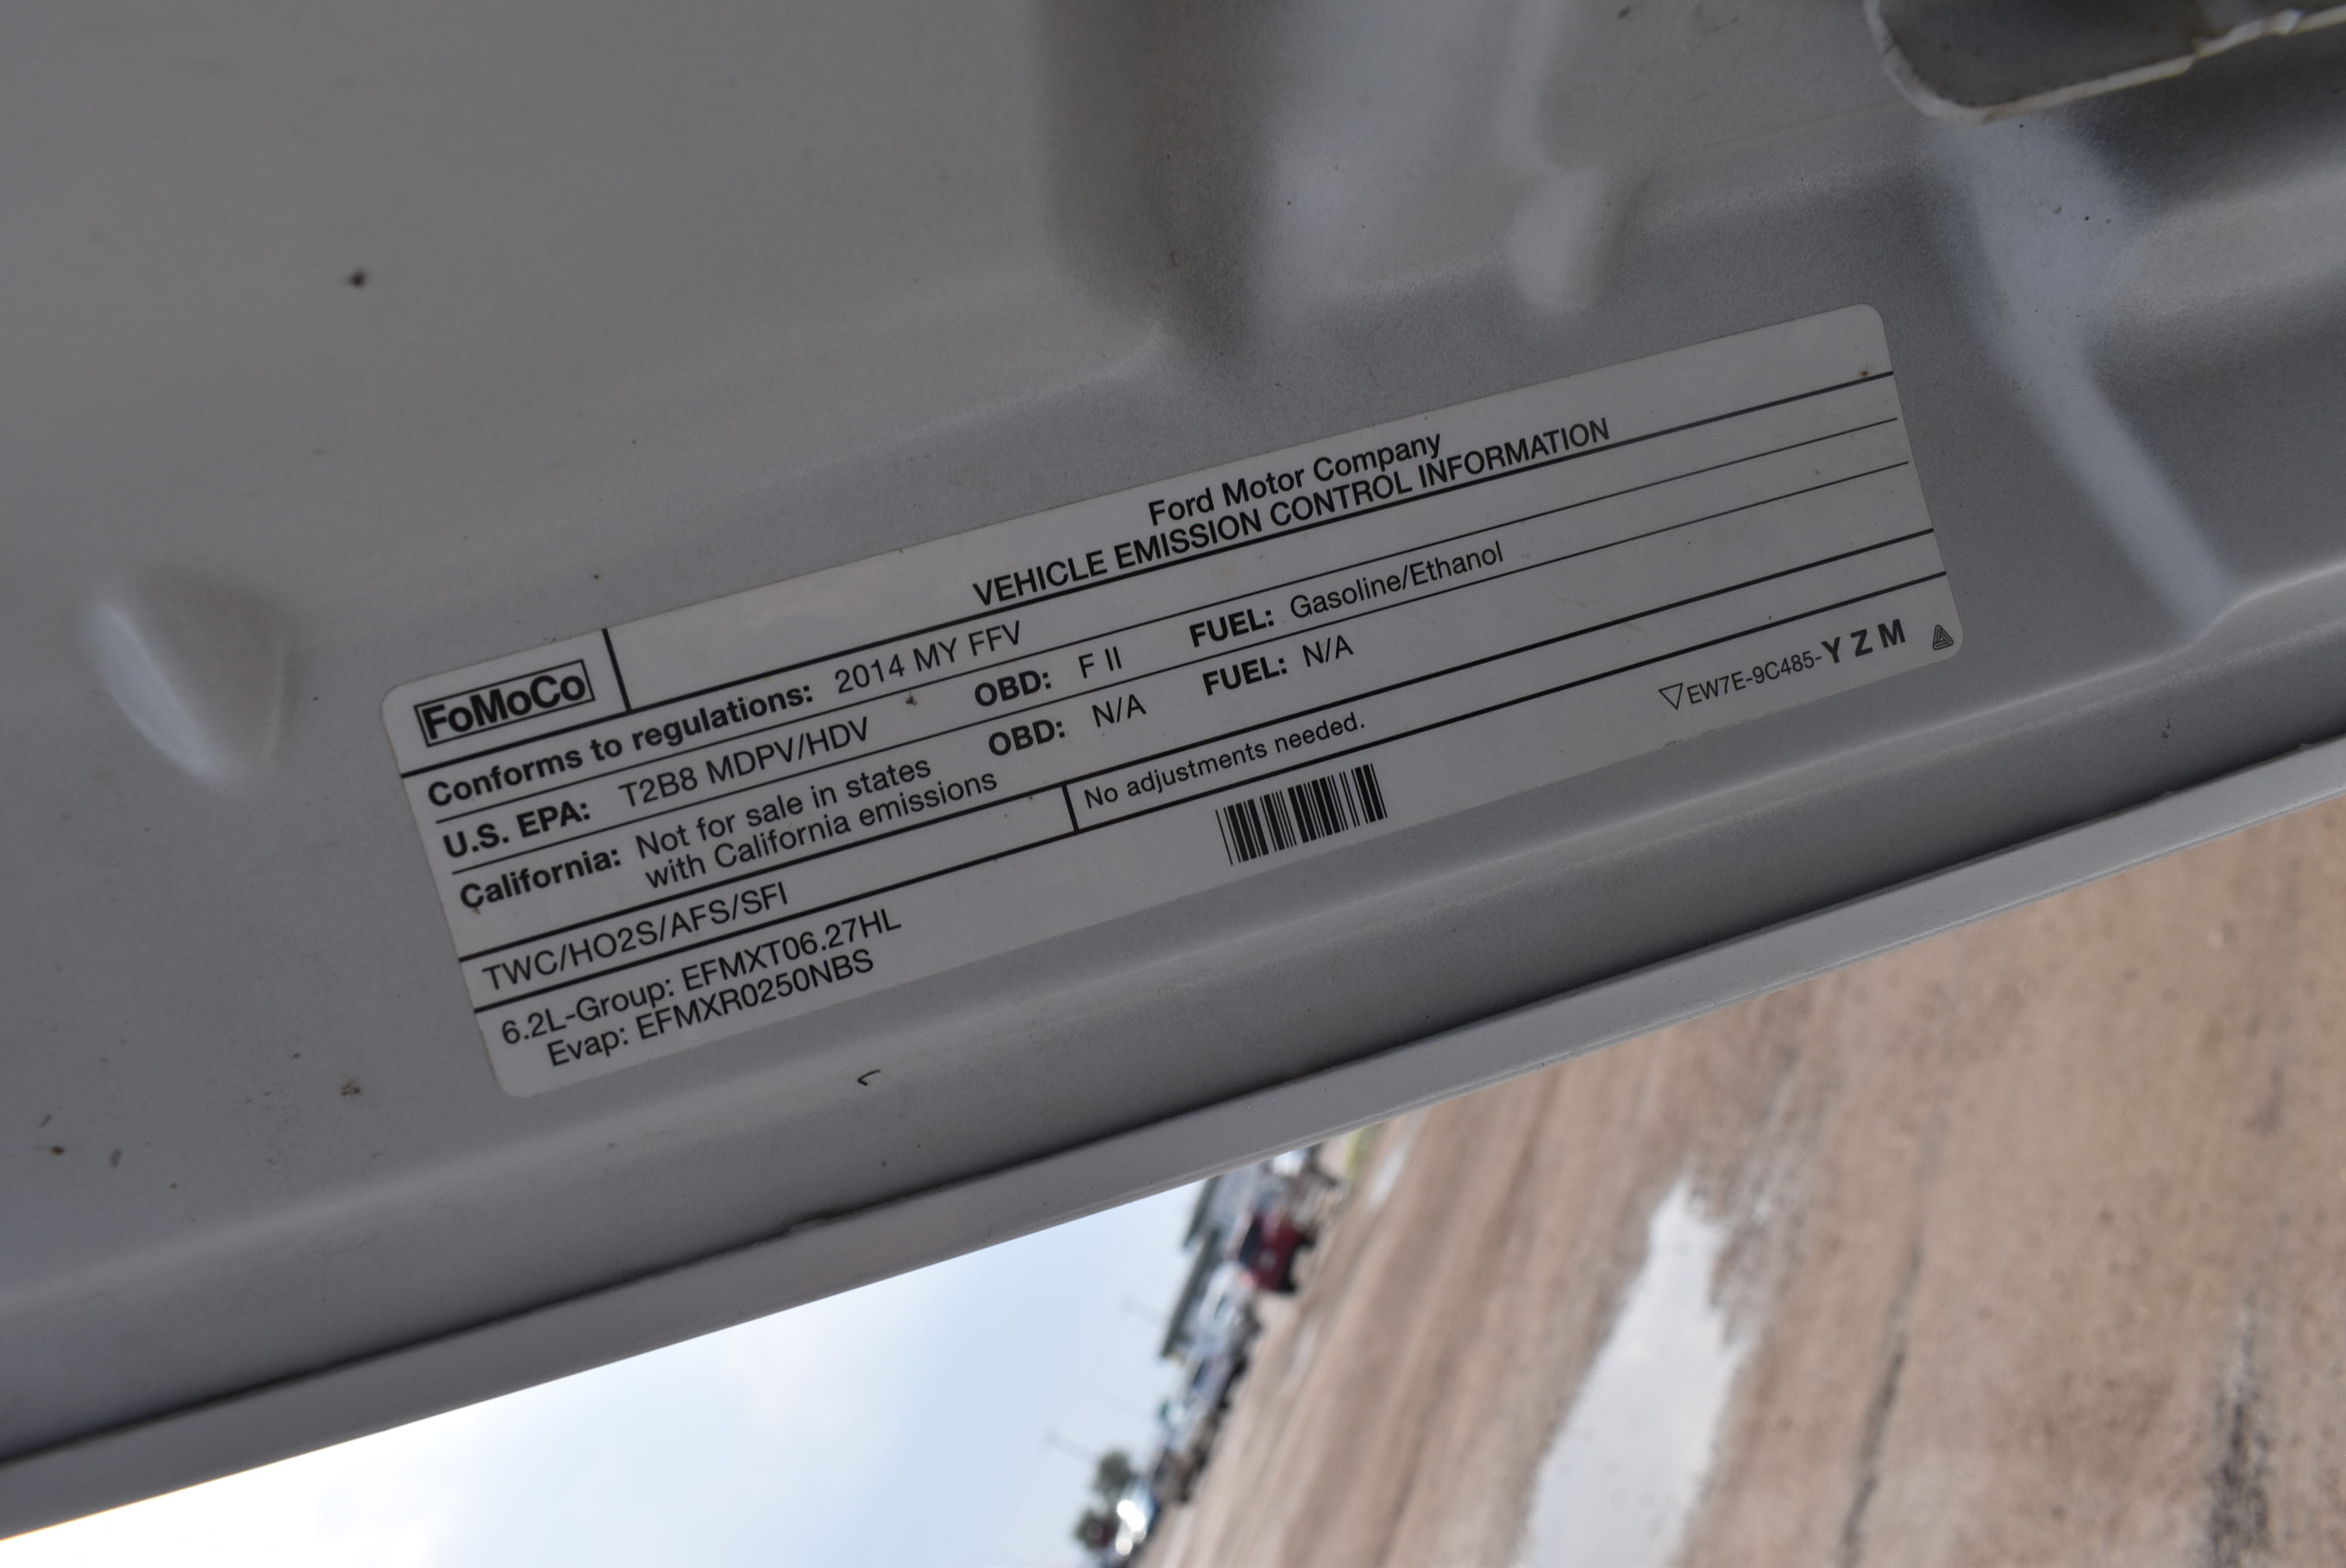 FoMoCo
Ford Motor Company
VEHICLE EMISSION CONTROL INFORMATION
Conforms to regulations: 2014 MY FFV
U.S. EPA: T2B8 MDPV/HDV OBD: F II FUEL: Gasoline/Ethanol
California: Not for sale in states OBD: N/A FUEL: N/A
with California emissions
TWC/HO2S/AFS/SFI No adjustments needed.
6.2L-Group: EFMXT06.27HL
Evap: EFMXR0250NBS
EW7E-9C485-Y Z M